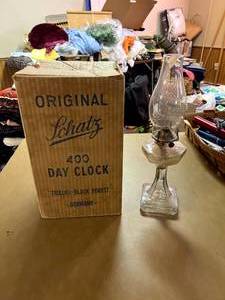 ORIGINAL
Schatz
400
DAY CLOCK
TRIBERG-BLACK FOREST
-GERMANY-